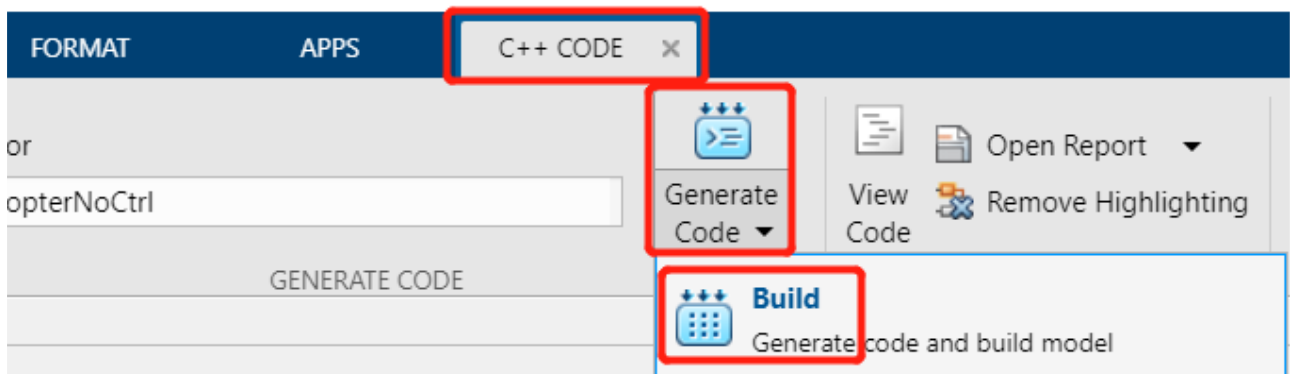 FORMAT APPS C++ CODE
or
opterNoCtrl
Generate
Code
View
Code
Open Report
Remove Highlighting
GENERATE CODE
Build
Generate code and build model